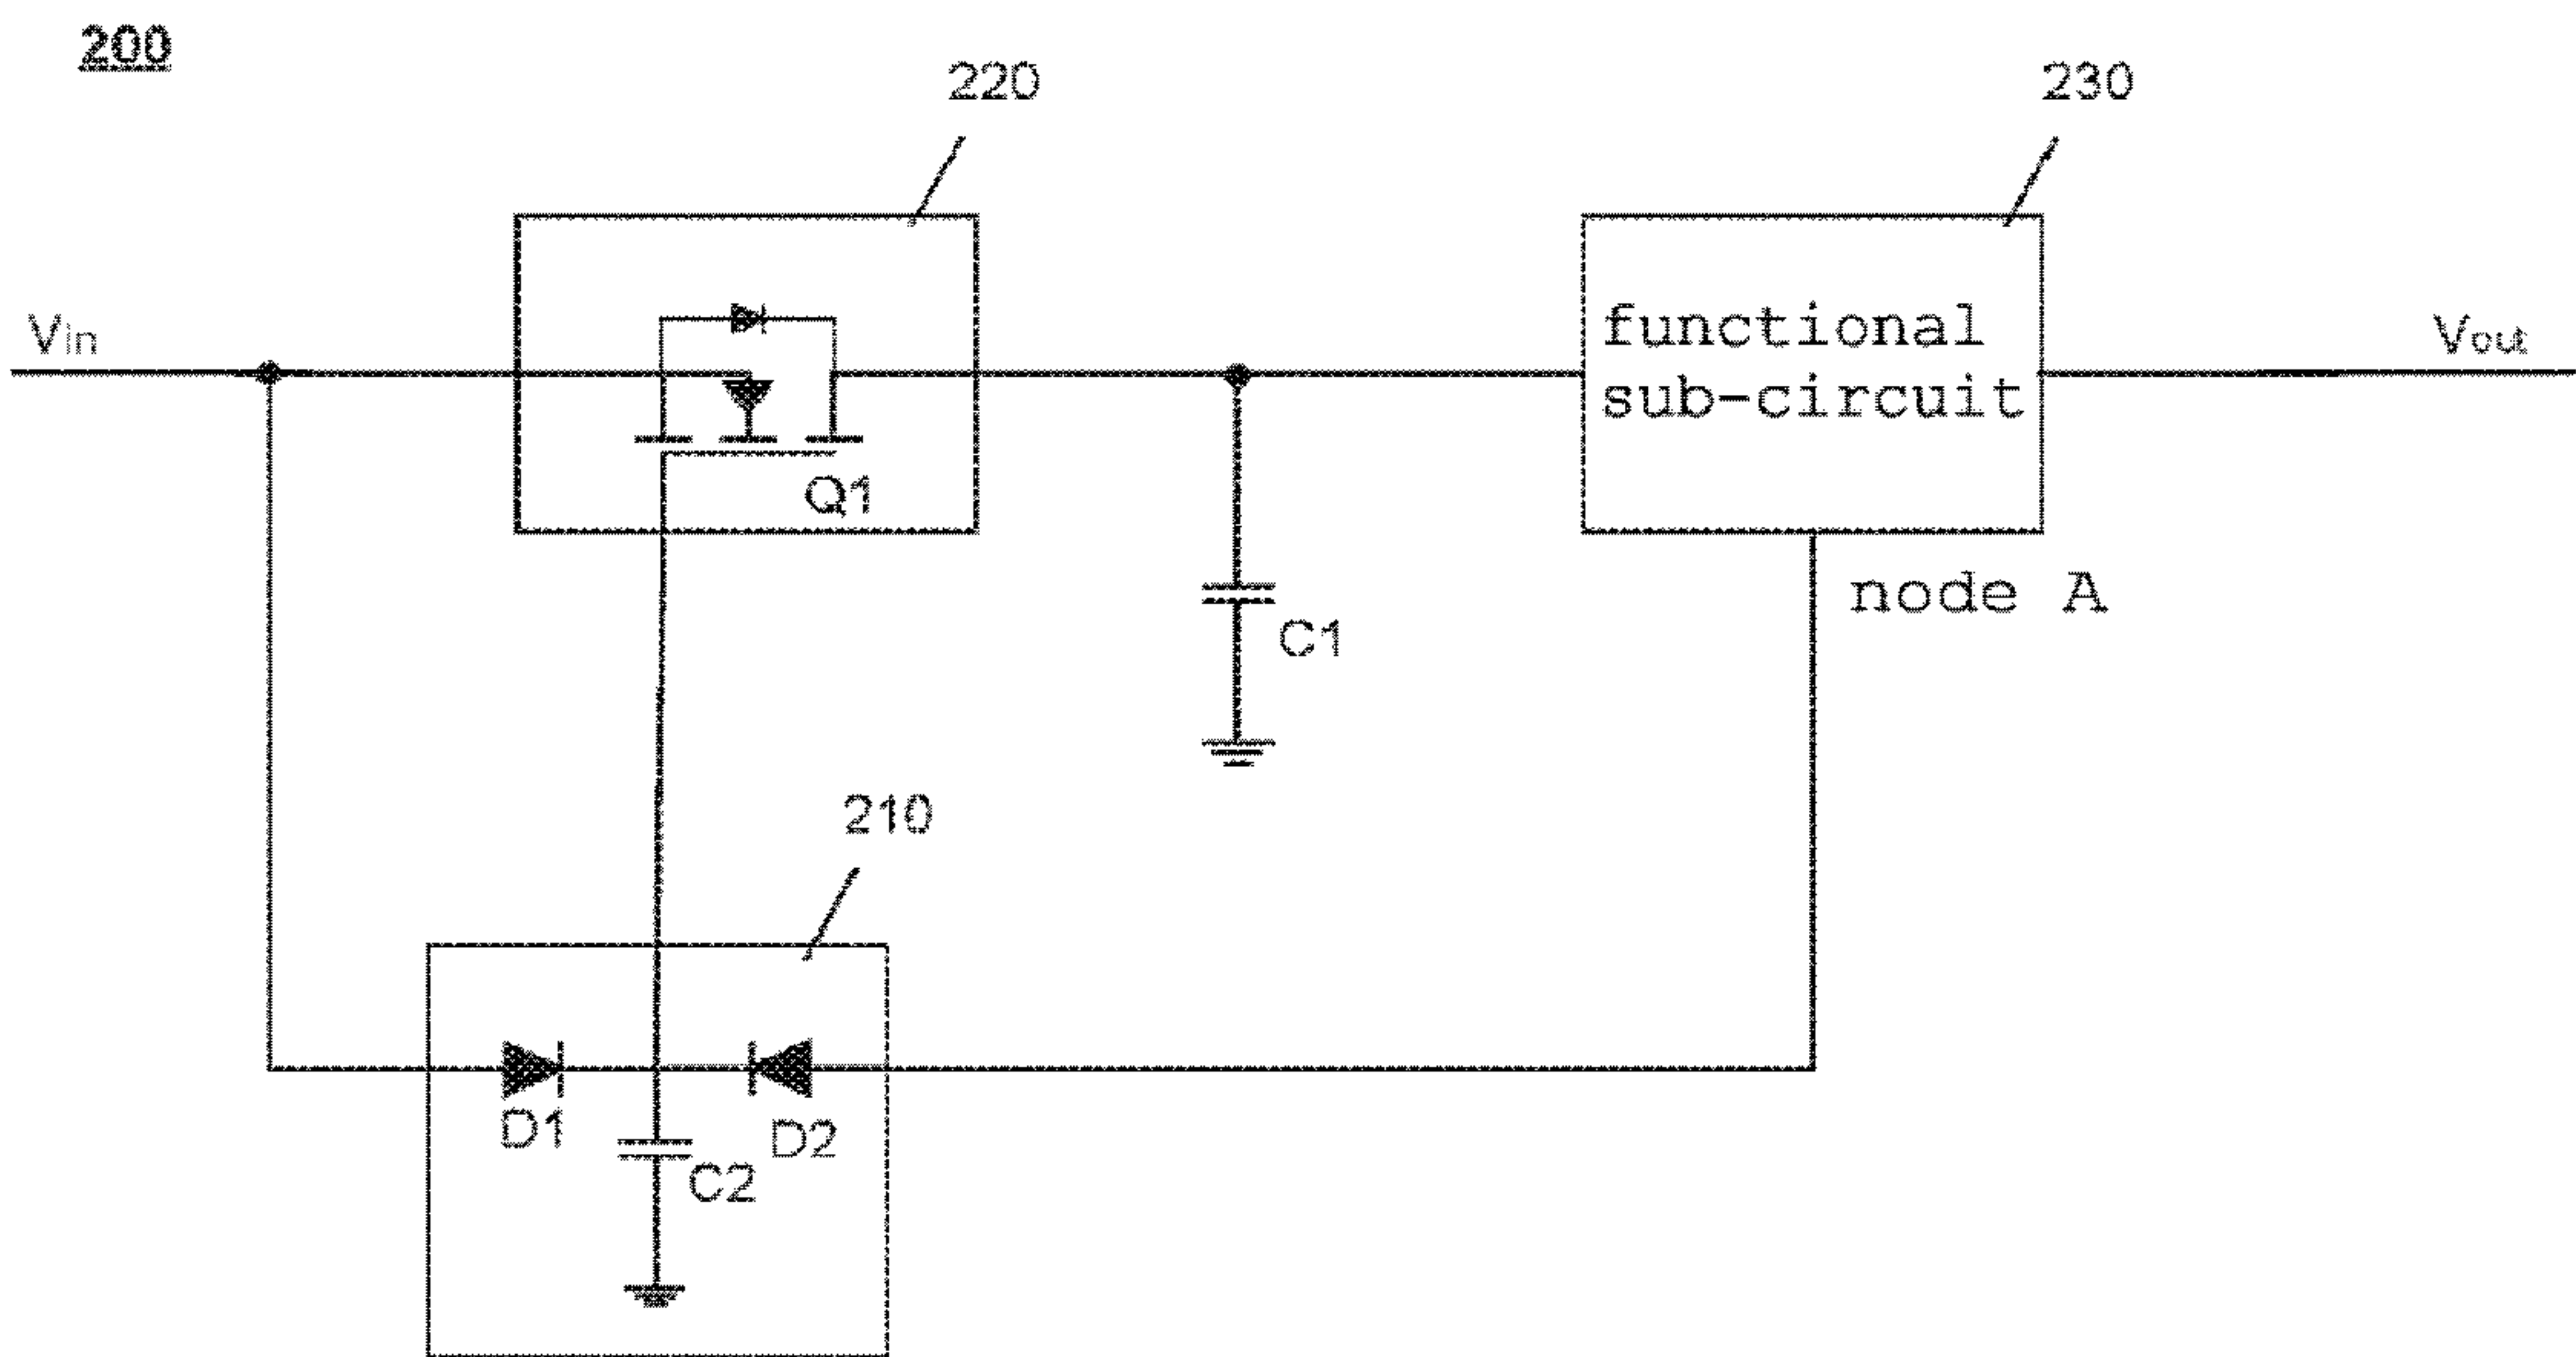 200
220
230
Vin
functional
sub-circuit
Vout
Q1
node A
C1
210
D1
D2
C2